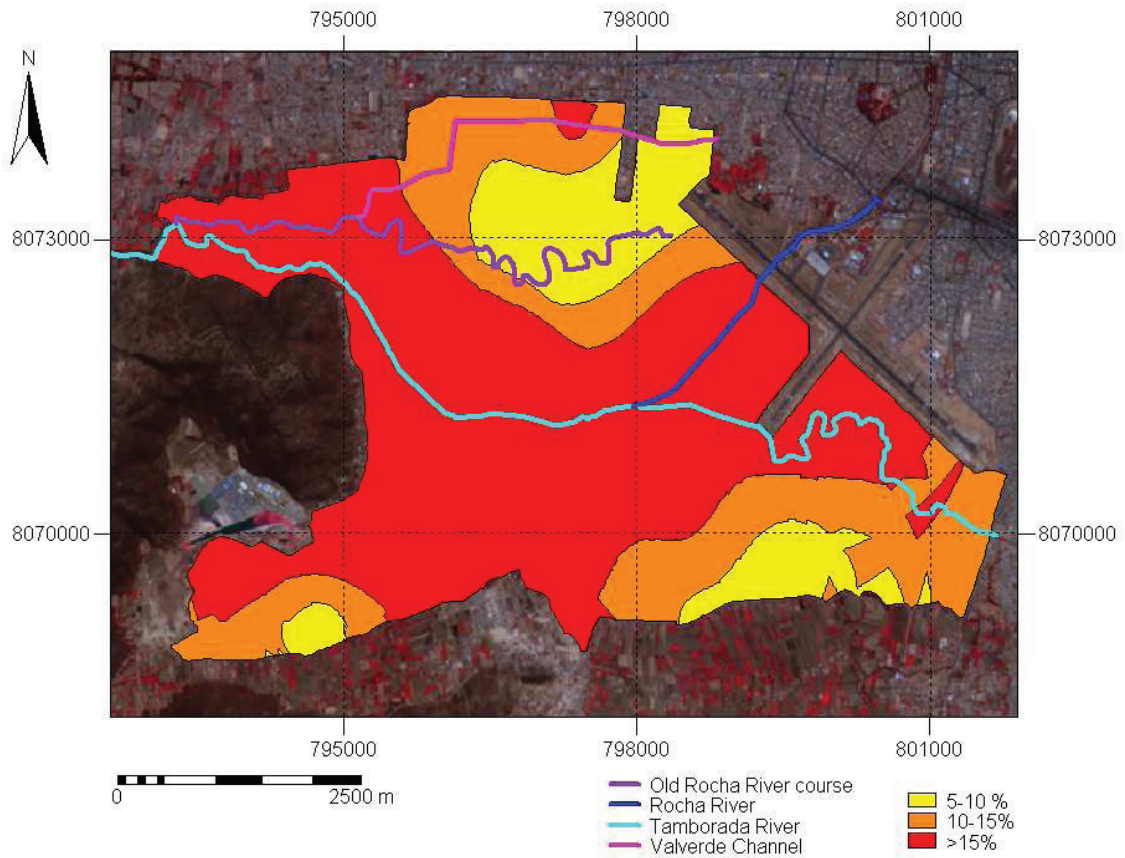 795000 798000 801000
N
8073000 8073000
8070000 8070000
795000 798000 801000
0 2500 m
Old Rocha River course
Rocha River
Tamborada River
Valverde Channel
5-10 %
10-15%
>15%